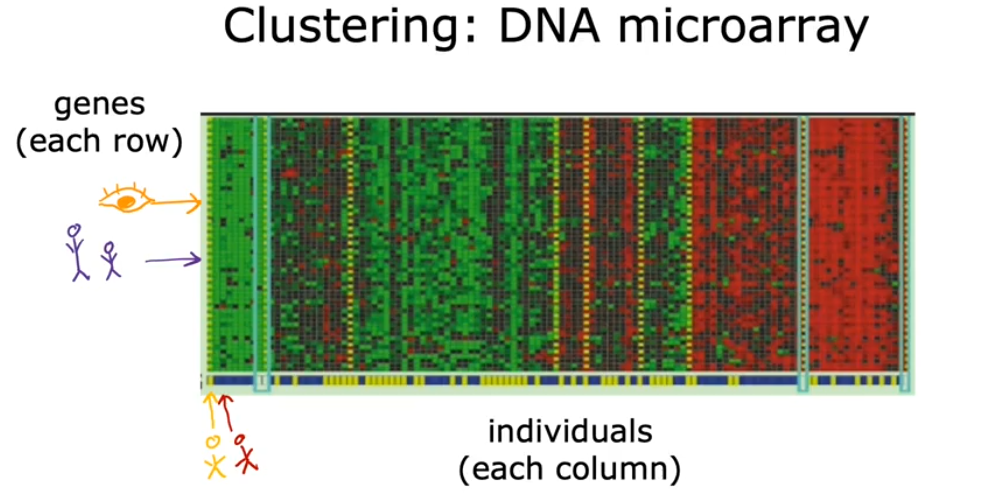 Clustering: DNA microarray
genes
(each row)
individuals
(each column)